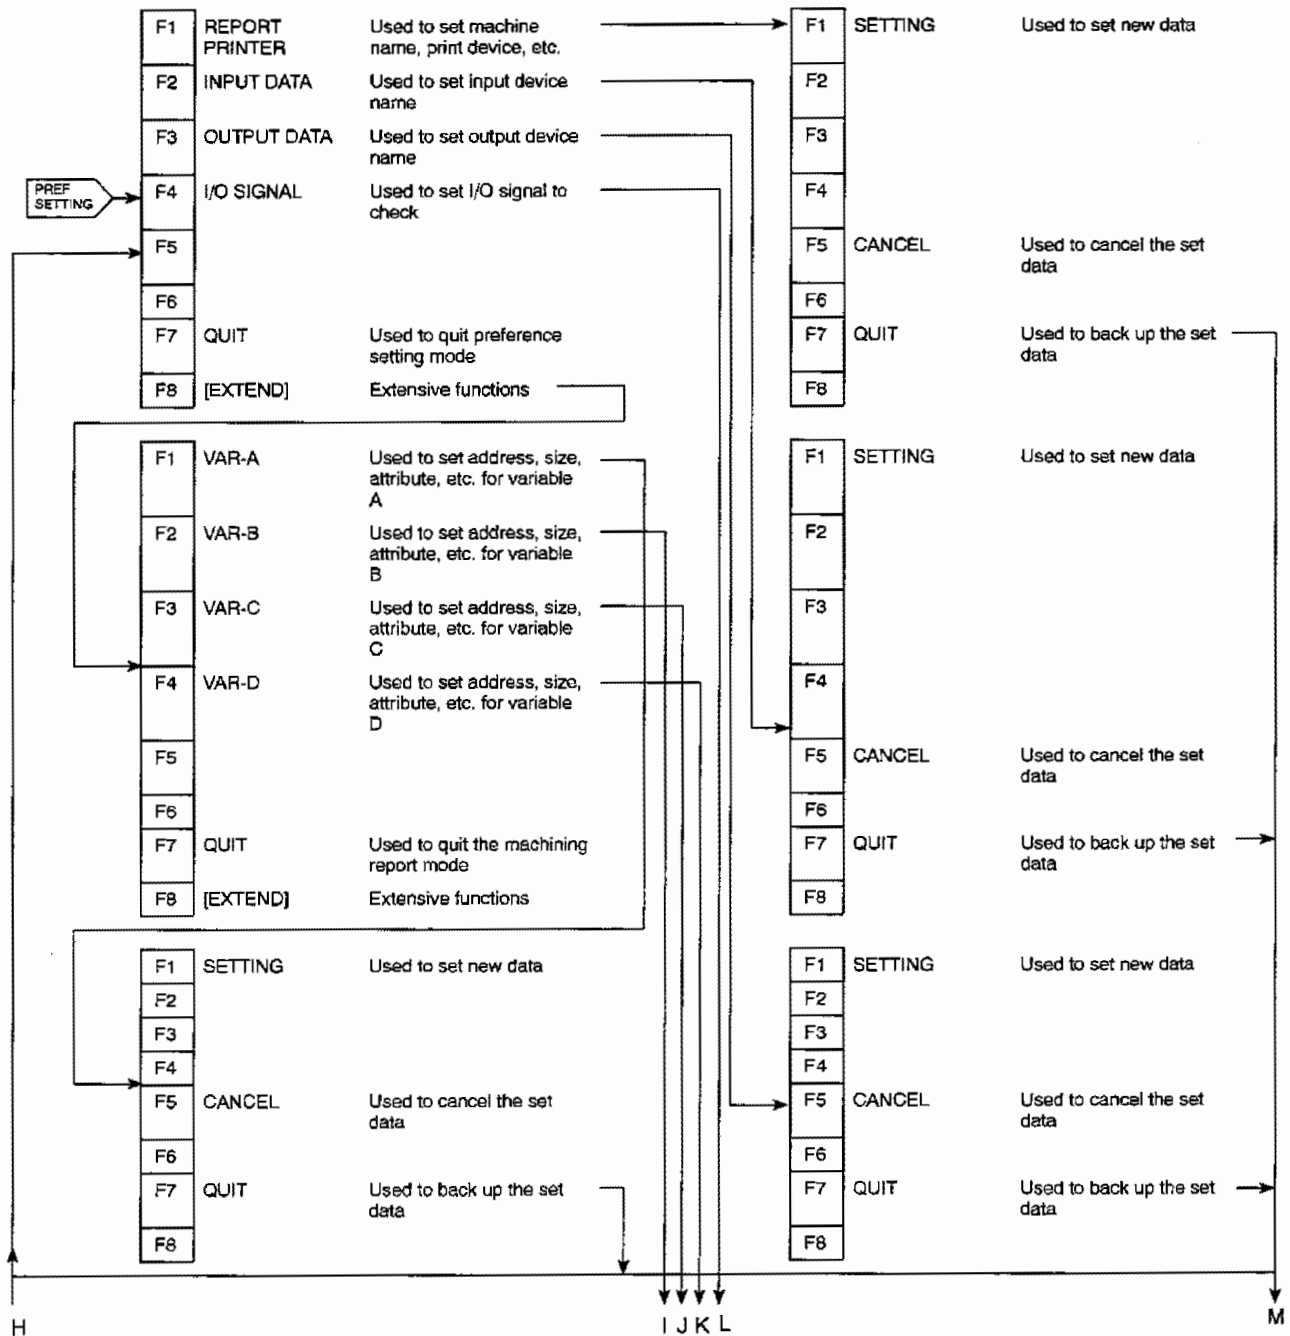 F1 REPORT PRINTER Used to set machine name, print device, etc.
F2 INPUT DATA Used to set input device name
F3 OUTPUT DATA Used to set output device name
PREF SETTING
F4 I/O SIGNAL Used to set I/O signal to check
F5
F6
F7 QUIT Used to quit preference setting mode
F8 [EXTEND] Extensive functions
F1 SETTING Used to set new data
F2
F3
F4
F5 CANCEL Used to cancel the set data
F6
F7 QUIT Used to back up the set data
F8
F1 VAR-A Used to set address, size, attribute, etc. for variable A
F2 VAR-B Used to set address, size, attribute, etc. for variable B
F3 VAR-C Used to set address, size, attribute, etc. for variable C
F4 VAR-D Used to set address, size, attribute, etc. for variable D
F5
F6
F7 QUIT Used to quit the machining report mode
F8 [EXTEND] Extensive functions
F1 SETTING Used to set new data
F2
F3
F4
F5 CANCEL Used to cancel the set data
F6
F7 QUIT Used to back up the set data
F8
F1 SETTING Used to set new data
F2
F3
F4
F5 CANCEL Used to cancel the set data
F6
F7 QUIT Used to back up the set data
F8
F1 SETTING Used to set new data
F2
F3
F4
F5 CANCEL Used to cancel the set data
F6
F7 QUIT Used to back up the set data
F8
H I J K L M